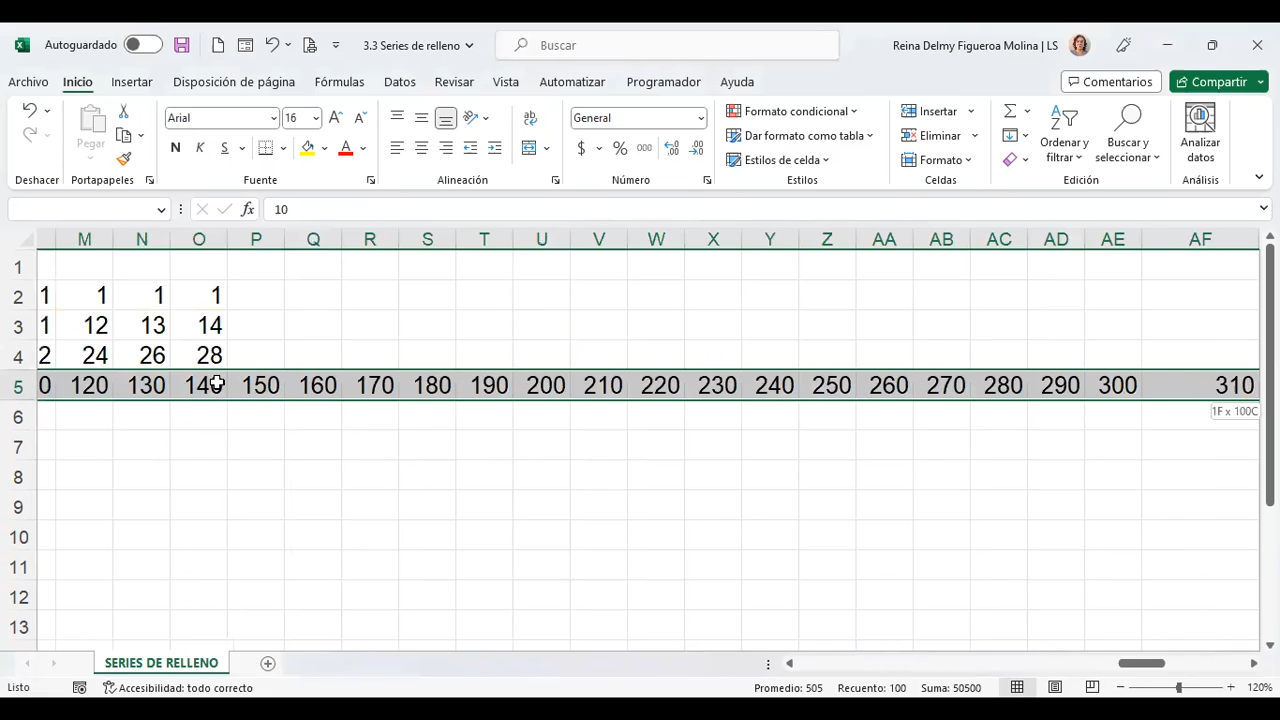 Autoguardado 3.3 Series de relleno Buscar Reina Delmy Figueroa Molina | LS
Archivo Inicio Insertar Disposición de página Fórmulas Datos Revisar Vista Automatizar Programador Ayuda Comentarios Compartir
Arial 16 General Formato condicional Insertar
Pegar Dar formato como tabla Eliminar Ordenar y filtrar Buscar y seleccionar Analizar datos
N K S A $ % 000 Estilos de celda Formato
Deshacer Portapapeles Fuente Alineación Número Estilos Celdas Edición Análisis
fx 10
M N O P Q R S T U V W X Y Z AA AB AC AD AE AF
1
2 1 1 1 1
3 1 12 13 14
4 2 24 26 28
5 0 120 130 140 150 160 170 180 190 200 210 220 230 240 250 260 270 280 290 300 310
6 1F x 100C
7
8
9
10
11
12
13
SERIES DE RELLENO
Listo Accesibilidad: todo correcto Promedio: 505 Recuento: 100 Suma: 50500 120%